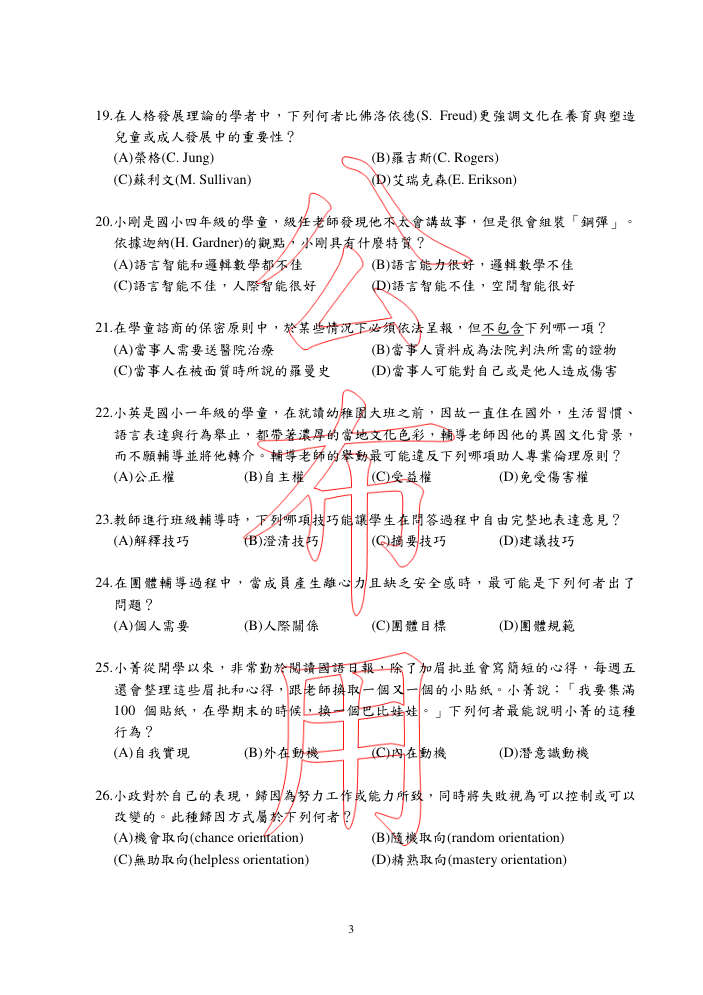 19.在人格發展理論的學者中，下列何者比佛洛依德(S. Freud)更強調文化在養育與塑造
兒童或成人發展中的重要性？
(A)榮格(C. Jung) (B)羅吉斯(C. Rogers)
(C)蘇利文(M. Sullivan) (D)艾瑞克森(E. Erikson)
20.小剛是國小四年級的學童，級任老師發現他不太會講故事，但是很會組裝「鋼彈」。
依據迦納(H. Gardner)的觀點，小剛具有什麼特質？
(A)語言智能和邏輯數學都不佳 (B)語言能力很好，邏輯數學不佳
(C)語言智能不佳，人際智能很好 (D)語言智能不佳，空間智能很好
21.在學童諮商的保密原則中，於某些情況下必須依法呈報，但不包含下列哪一項？
(A)當事人需要送醫院治療 (B)當事人資料成為法院判決所需的證物
(C)當事人在被面質時所說的羅曼史 (D)當事人可能對自己或是他人造成傷害
22.小英是國小一年級的學童，在就讀幼稚園大班之前，因故一直住在國外，生活習慣、
語言表達與行為舉止，都帶著濃厚的當地文化色彩，輔導老師因他的異國文化背景，
而不願輔導並將他轉介。輔導老師的舉動最可能違反下列哪項助人專業倫理原則？
(A)公正權 (B)自主權 (C)受益權 (D)免受傷害權
23.教師進行班級輔導時，下列哪項技巧能讓學生在問答過程中自由完整地表達意見？
(A)解釋技巧 (B)澄清技巧 (C)摘要技巧 (D)建議技巧
24.在團體輔導過程中，當成員產生離心力且缺乏安全感時，最可能是下列何者出了
問題？
(A)個人需要 (B)人際關係 (C)團體目標 (D)團體規範
25.小菁從開學以來，非常勤於閱讀國語日報，除了加眉批並會寫簡短的心得，每週五
還會整理這些眉批和心得，跟老師換取一個又一個的小貼紙。小菁說：「我要集滿
100 個貼紙，在學期末的時候，換一個巴比娃娃。」下列何者最能說明小菁的這種
行為？
(A)自我實現 (B)外在動機 (C)內在動機 (D)潛意識動機
26.小政對於自己的表現，歸因為努力工作或能力所致，同時將失敗視為可以控制或可以
改變的。此種歸因方式屬於下列何者？
(A)機會取向(chance orientation) (B)隨機取向(random orientation)
(C)無助取向(helpless orientation) (D)精熟取向(mastery orientation)
3
公
布
用